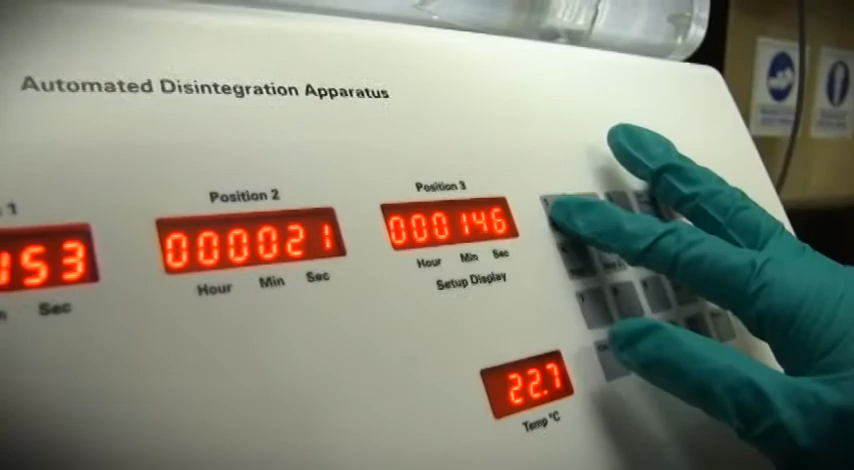 Automated Disintegration Apparatus
1
Position 2
Position 3
153
000021
000146
Sec
Hour Min Sec
Hour Min Sec
Setup Display
22.7
Temp °C